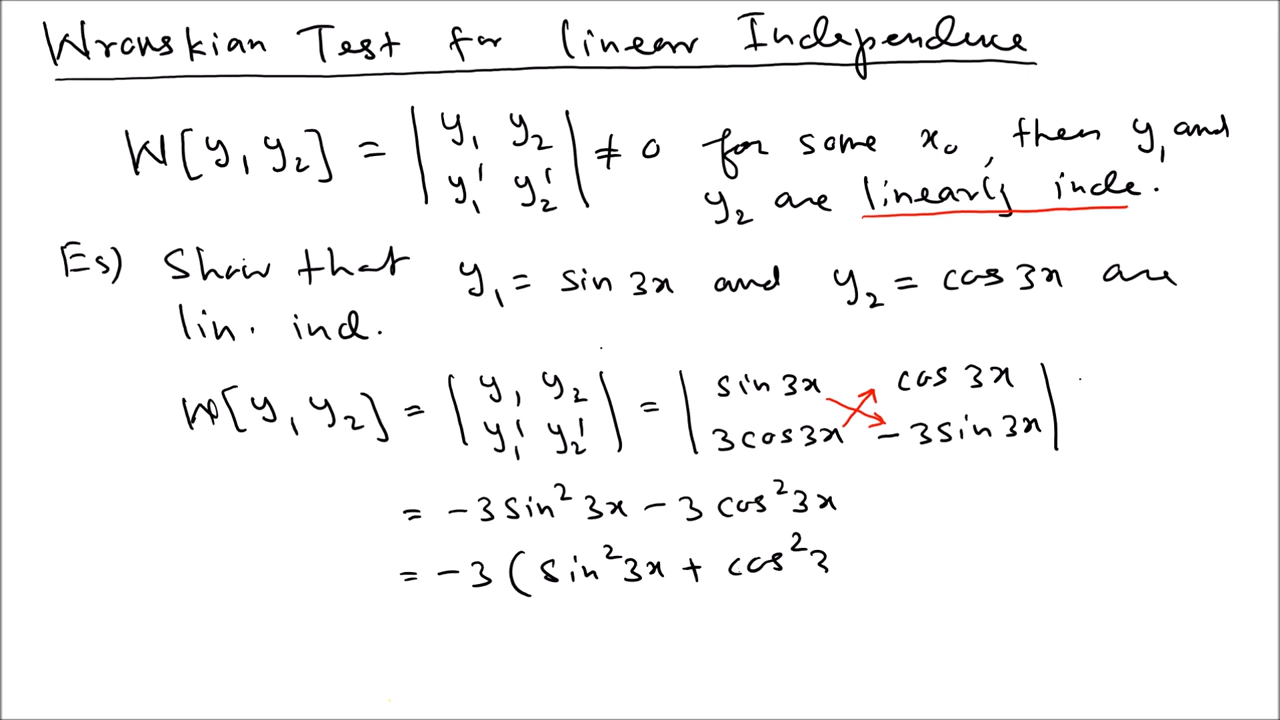 Wronskian Test for linear Independence
W[y₁ y₂] = | y₁ y₂ | ≠ 0 for some x₀, then y₁ and
| y₁' y₂' | y₂ are linearly inde.
Es) Show that y₁ = sin 3x and y₂ = cos 3x are
lin. ind.
W[y₁ y₂] = | y₁ y₂ | = | sin 3x cos 3x |
| y₁' y₂' | | 3cos3x -3sin 3x |
= -3 sin² 3x - 3 cos² 3x
= -3 ( sin² 3x + cos² 3